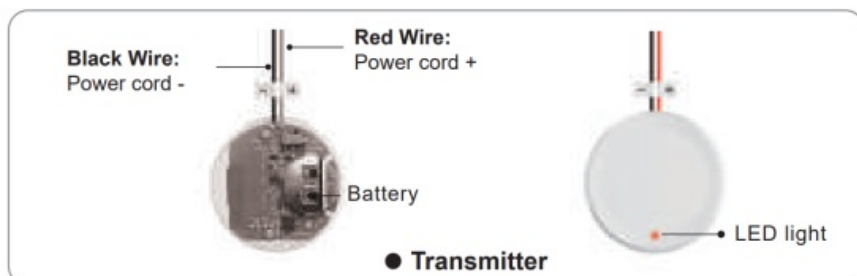 Black Wire:
Power cord -
Red Wire:
Power cord +
Battery
LED light
● Transmitter